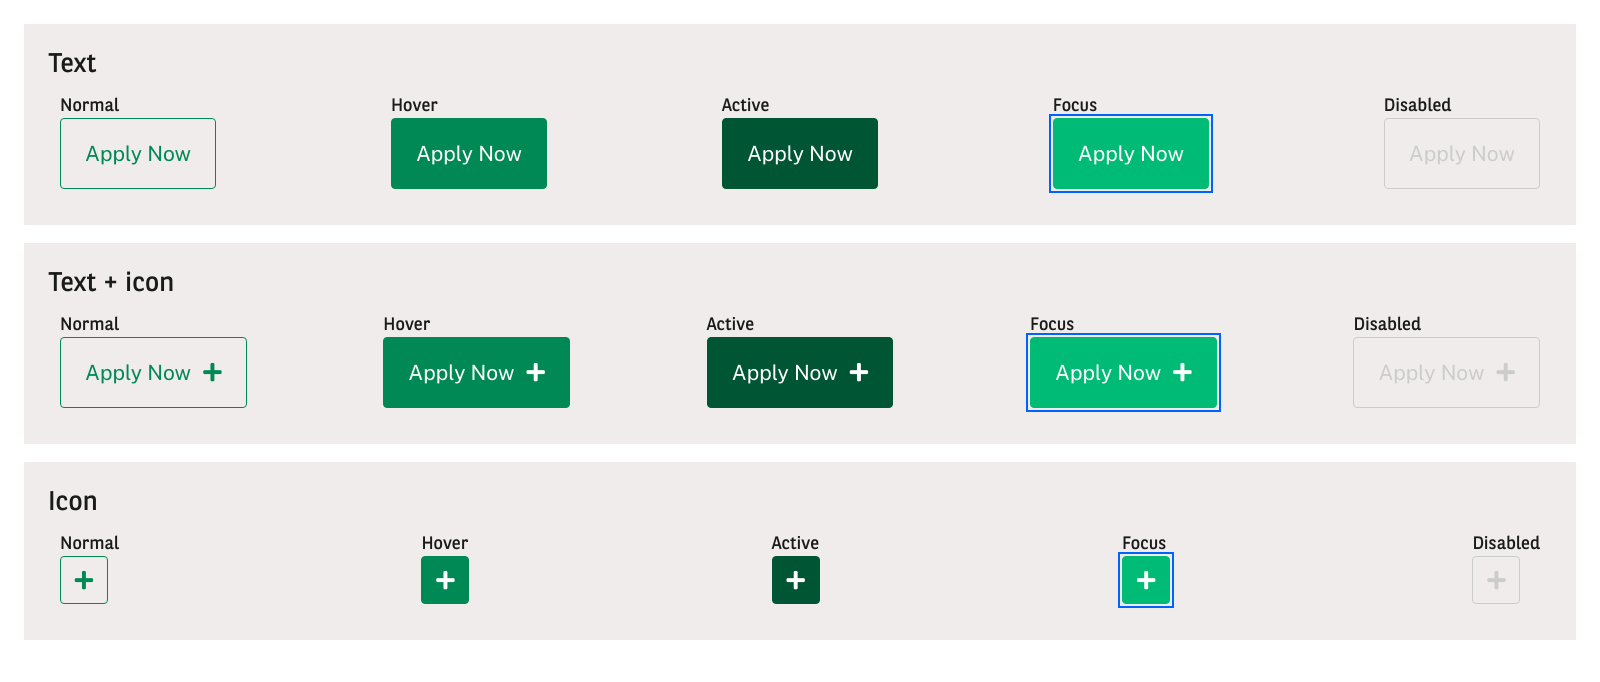 Text
Normal Hover Active Focus Disabled
Apply Now Apply Now Apply Now Apply Now Apply Now
Text + icon
Normal Hover Active Focus Disabled
Apply Now + Apply Now + Apply Now + Apply Now + Apply Now +
Icon
Normal Hover Active Focus Disabled
+ + + + +